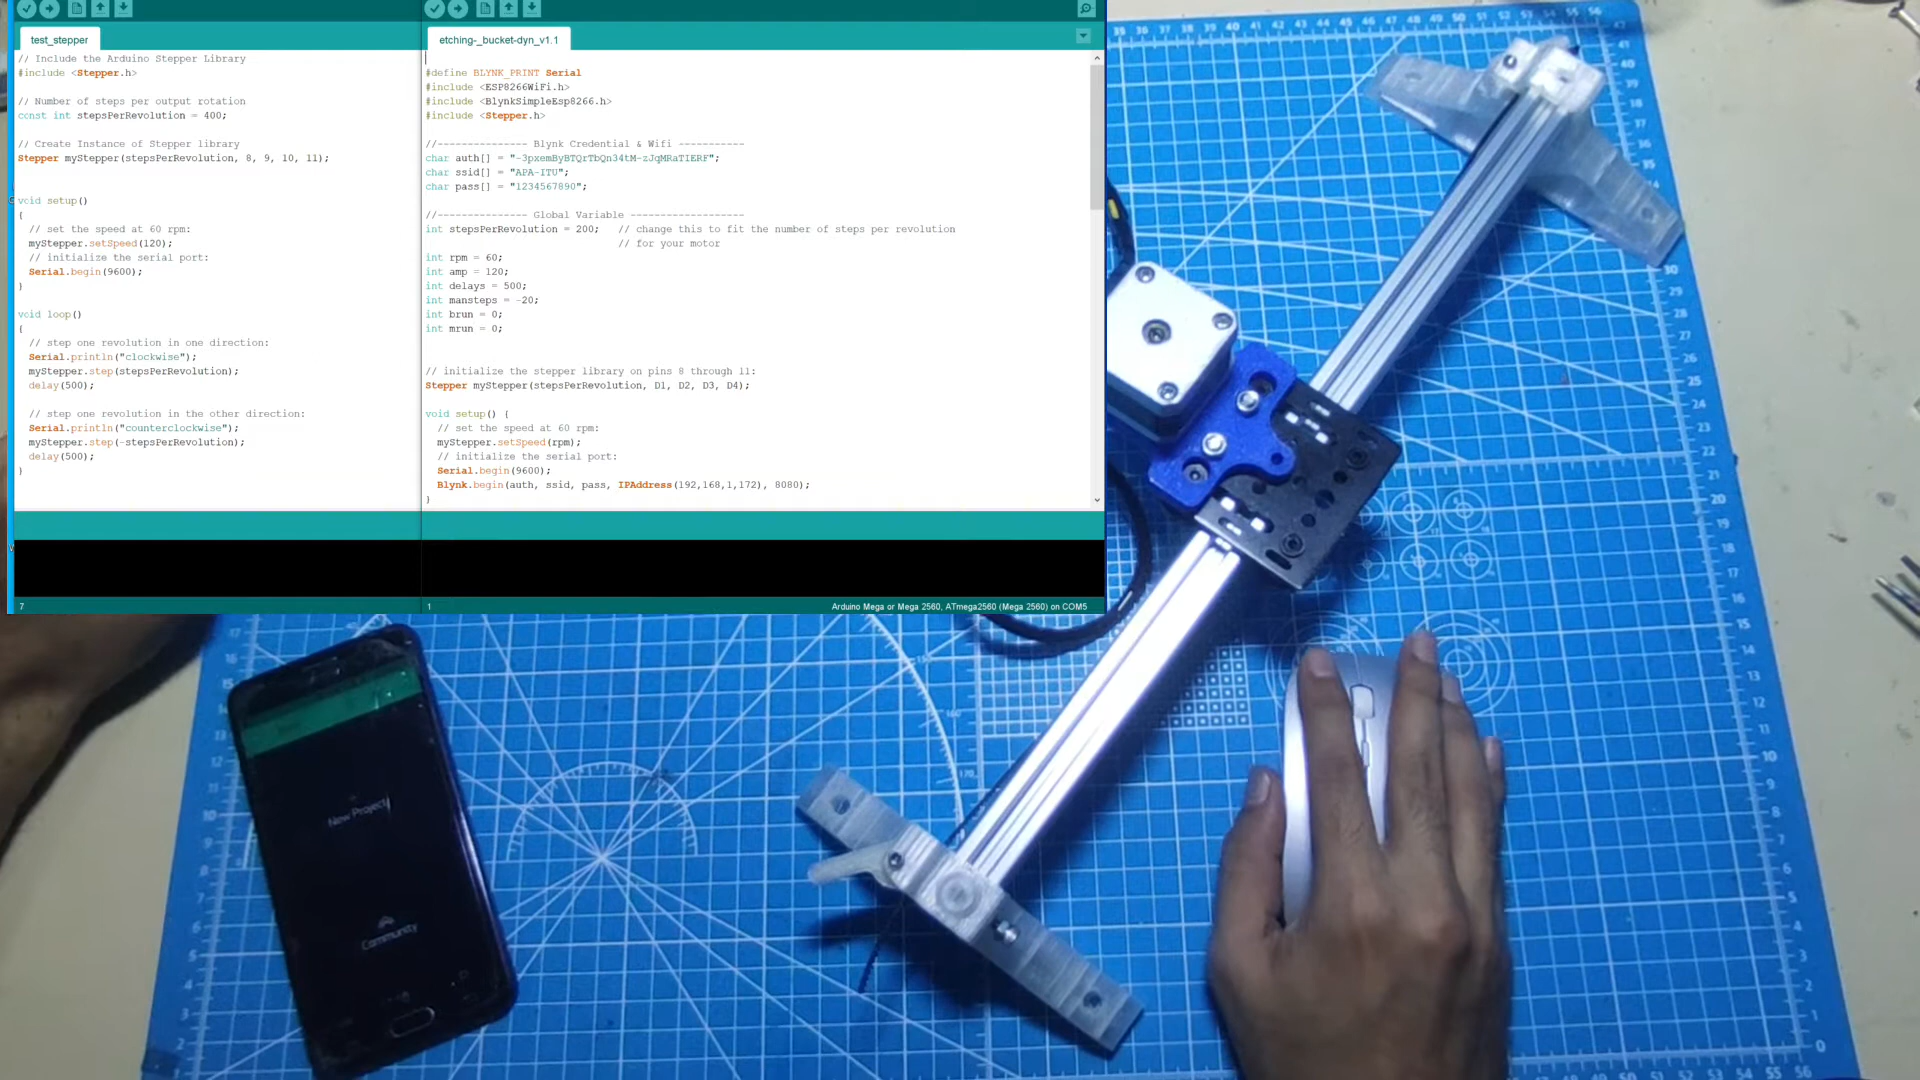 test_stepper
// Include the Arduino Stepper Library
#include <Stepper.h>
// Number of steps per output rotation
const int stepsPerRevolution = 400;
// Create Instance of Stepper library
Stepper myStepper(stepsPerRevolution, 8, 9, 10, 11);
void setup()
{
// set the speed at 60 rpm:
myStepper.setSpeed(120);
// initialize the serial port:
Serial.begin(9600);
}
void loop()
{
// step one revolution in one direction:
Serial.println("clockwise");
myStepper.step(stepsPerRevolution);
delay(500);
// step one revolution in the other direction:
Serial.println("counterclockwise");
myStepper.step(-stepsPerRevolution);
delay(500);
}
7
etching-_bucket-dyn_v1.1
#define BLYNK_PRINT Serial
#include <ESP8266WiFi.h>
#include <BlynkSimpleEsp8266.h>
#include <Stepper.h>
//--------------- Blynk Credential & Wifi -----------
char auth[] = "-3pxemByBTQrTbQn34tM-zJqMRaTIERF";
char ssid[] = "APA-ITU";
char pass[] = "1234567890";
//--------------- Global Variable -------------------
int stepsPerRevolution = 200; // change this to fit the number of steps per revolution
// for your motor
int rpm = 60;
int amp = 120;
int delays = 500;
int mansteps = -20;
int brun = 0;
int mrun = 0;
// initialize the stepper library on pins 8 through 11:
Stepper myStepper(stepsPerRevolution, D1, D2, D3, D4);
void setup() {
// set the speed at 60 rpm:
myStepper.setSpeed(rpm);
// initialize the serial port:
Serial.begin(9600);
Blynk.begin(auth, ssid, pass, IPAddress(192,168,1,172), 8080);
}
1
Arduino Mega or Mega 2560, ATmega2560 (Mega 2560) on COM5
New Project
Community